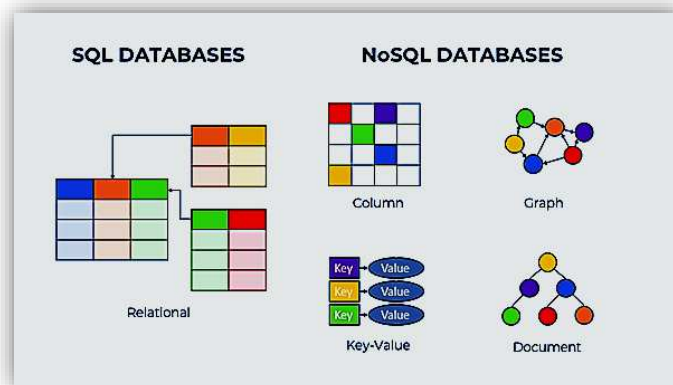 SQL DATABASES
NoSQL DATABASES
Relational
Column
Graph
Key Value
Key Value
Key Value
Key-Value
Document